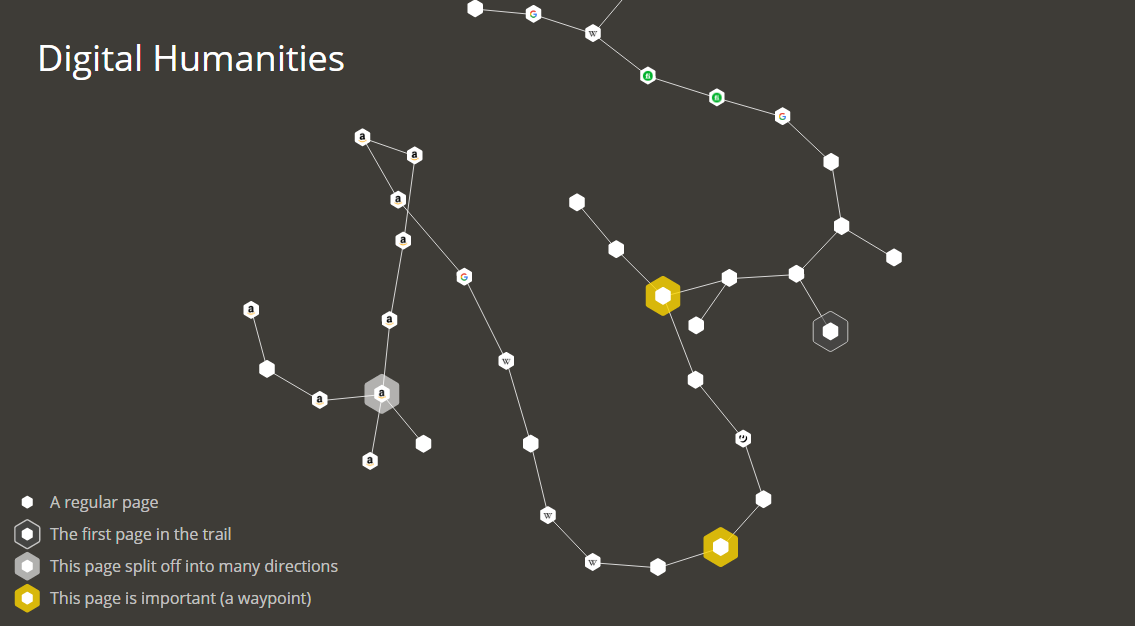 Digital Humanities
G
W
G
a
a
a
a
G
a
a
W
a
a
a
W
W
A regular page
The first page in the trail
This page split off into many directions
This page is important (a waypoint)